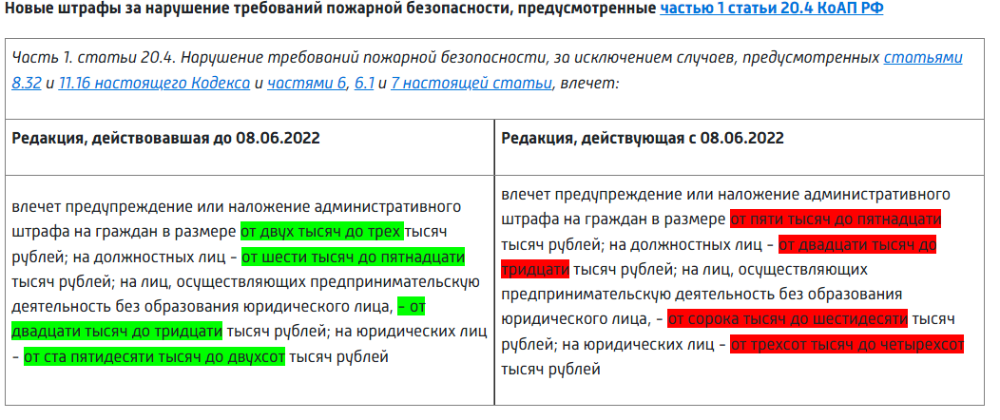 Новые штрафы за нарушение требований пожарной безопасности, предусмотренные частью 1 статьи 20.4 КоАП РФ
Часть 1. статьи 20.4. Нарушение требований пожарной безопасности, за исключением случаев, предусмотренных статьями
8.32 и 11.16 настоящего Кодекса и частями 6, 6.1 и 7 настоящей статьи, влечет:
Редакция, действовавшая до 08.06.2022
влечет предупреждение или наложение административного
штрафа на граждан в размере от двух тысяч до трех тысяч
рублей; на должностных лиц - от шести тысяч до пятнадцати
тысяч рублей; на лиц, осуществляющих предпринимательскую
деятельность без образования юридического лица, - от
двадцати тысяч до тридцати тысяч рублей; на юридических лиц
- от ста пятидесяти тысяч до двухсот тысяч рублей
Редакция, действующая с 08.06.2022
влечет предупреждение или наложение административного
штрафа на граждан в размере от пяти тысяч до пятнадцати
тысяч рублей; на должностных лиц - от двадцати тысяч до
тридцати тысяч рублей; на лиц, осуществляющих
предпринимательскую деятельность без образования
юридического лица, - от сорока тысяч до шестидесяти тысяч
рублей; на юридических лиц - от трехсот тысяч до четырехсот
тысяч рублей